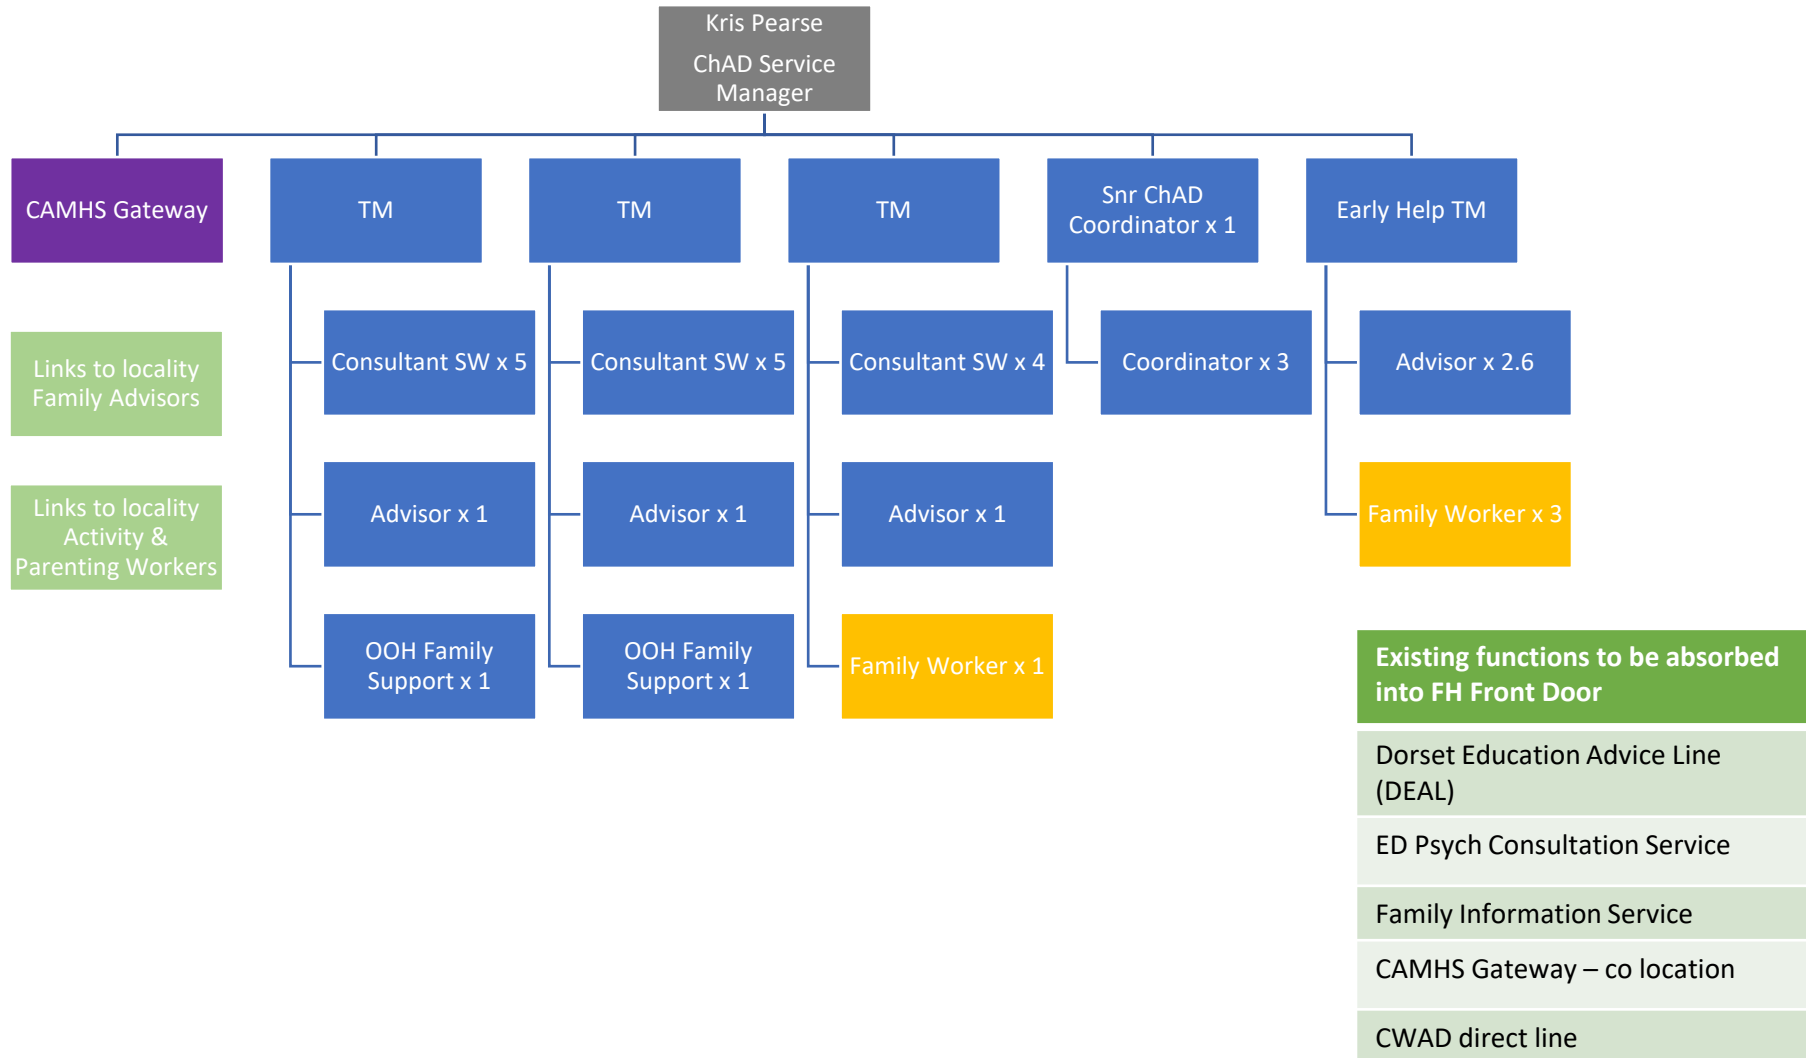 Kris Pearse
ChAD Service
Manager
CAMHS Gateway
TM
TM
TM
Snr ChAD
Coordinator x 1
Early Help TM
Links to locality
Family Advisors
Consultant SW x 5
Consultant SW x 5
Consultant SW x 4
Coordinator x 3
Advisor x 2.6
Links to locality
Activity &
Parenting Workers
Advisor x 1
Advisor x 1
Advisor x 1
Family Worker x 3
OOH Family
Support x 1
OOH Family
Support x 1
Family Worker x 1
Existing functions to be absorbed
into FH Front Door
Dorset Education Advice Line
(DEAL)
ED Psych Consultation Service
Family Information Service
CAMHS Gateway – co location
CWAD direct line